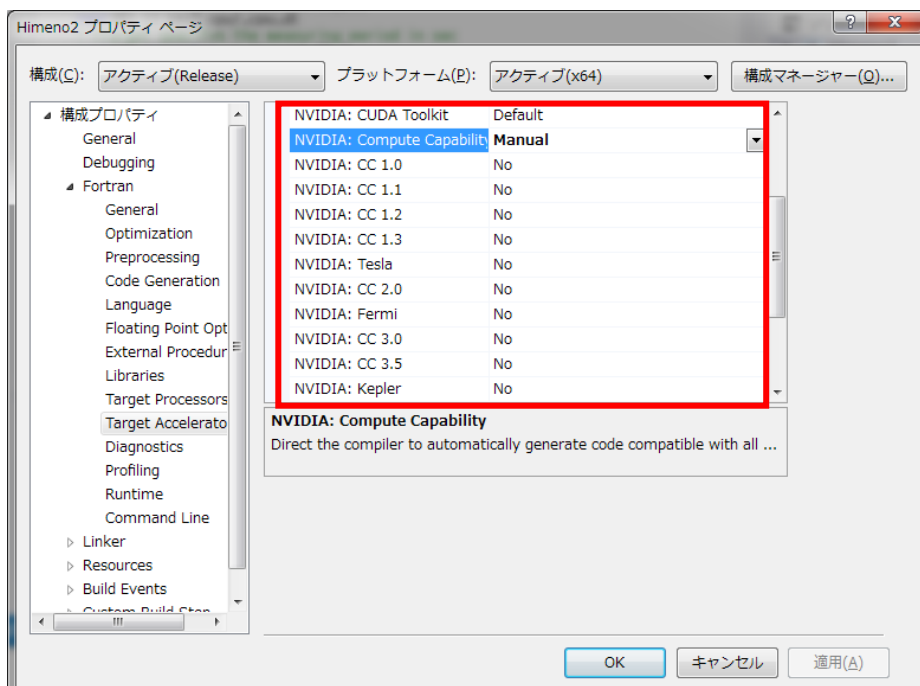 Himeno2 プロパティ ページ
構成(C): アクティブ(Release) プラットフォーム(P): アクティブ(x64) 構成マネージャー(O)...
構成プロパティ
General
Debugging
Fortran
General
Optimization
Preprocessing
Code Generation
Language
Floating Point Opt
External Procedur
Libraries
Target Processors
Target Accelerato
Diagnostics
Profiling
Runtime
Command Line
Linker
Resources
Build Events
Custom Build Step
NVIDIA: CUDA Toolkit Default
NVIDIA: Compute Capability Manual
NVIDIA: CC 1.0 No
NVIDIA: CC 1.1 No
NVIDIA: CC 1.2 No
NVIDIA: CC 1.3 No
NVIDIA: Tesla No
NVIDIA: CC 2.0 No
NVIDIA: Fermi No
NVIDIA: CC 3.0 No
NVIDIA: CC 3.5 No
NVIDIA: Kepler No
NVIDIA: Compute Capability
Direct the compiler to automatically generate code compatible with all ...
OK キャンセル 適用(A)